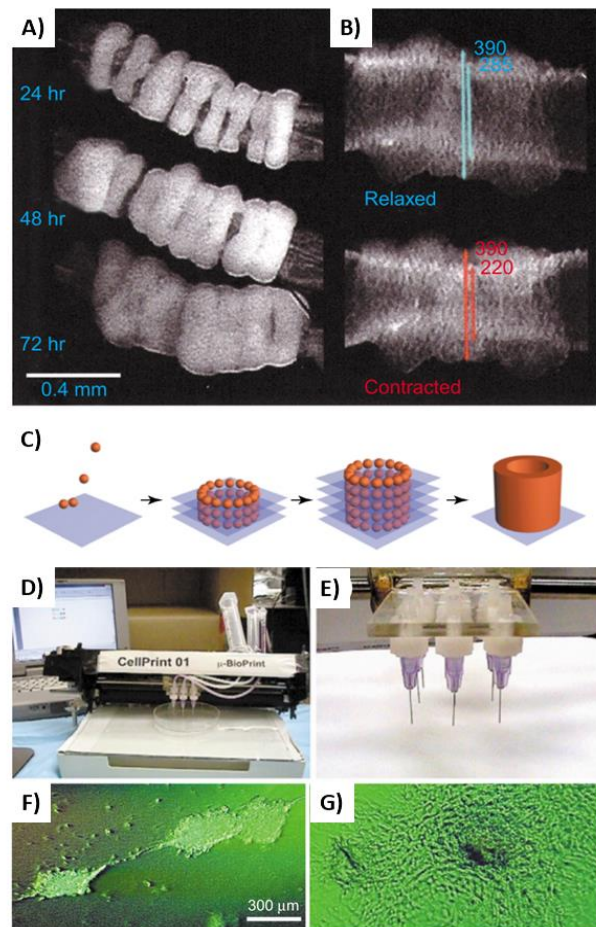 A)
24 hr
48 hr
72 hr
0.4 mm
B)
390
285
Relaxed
390
220
Contracted
C)
D)
CellPrint 01
μ-BioPrint
E)
F)
300 μm
G)